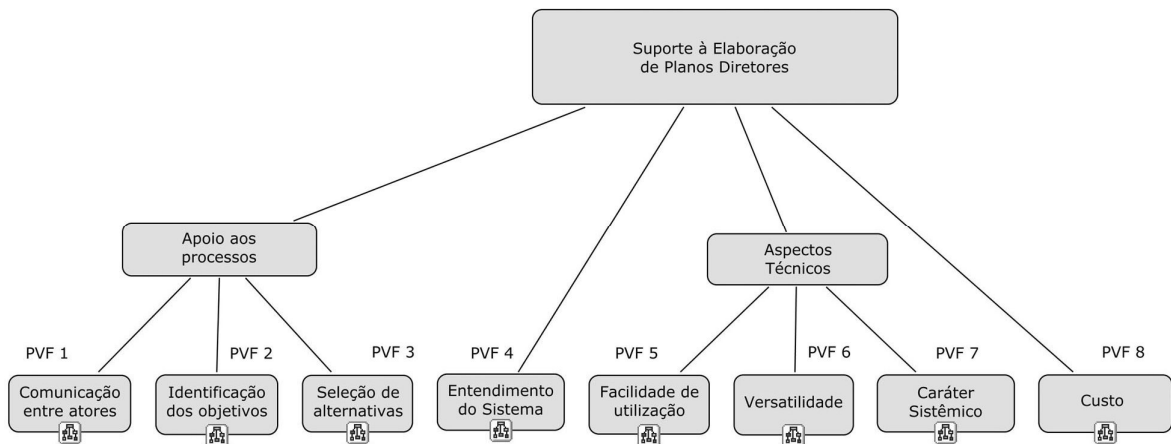 Suporte à Elaboração
de Planos Diretores
Apoio aos
processos
Aspectos
Técnicos
PVF 1
PVF 2
PVF 3
PVF 4
PVF 5
PVF 6
PVF 7
PVF 8
Comunicação
entre atores
Identificação
dos objetivos
Seleção de
alternativas
Entendimento
do Sistema
Facilidade de
utilização
Versatilidade
Caráter
Sistêmico
Custo